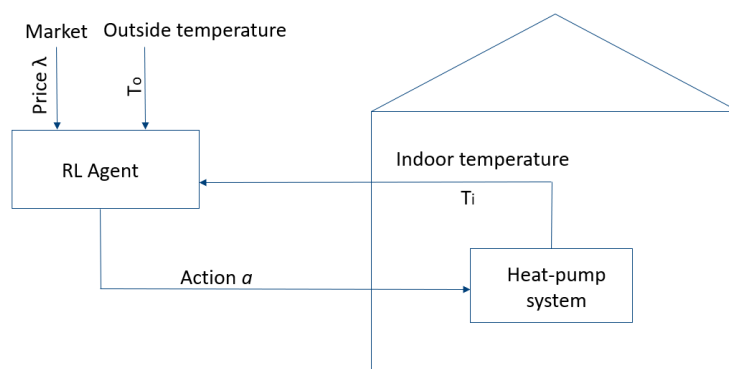 Market
Outside temperature
Price λ
To
RL Agent
Indoor temperature
Ti
Action a
Heat-pump
system